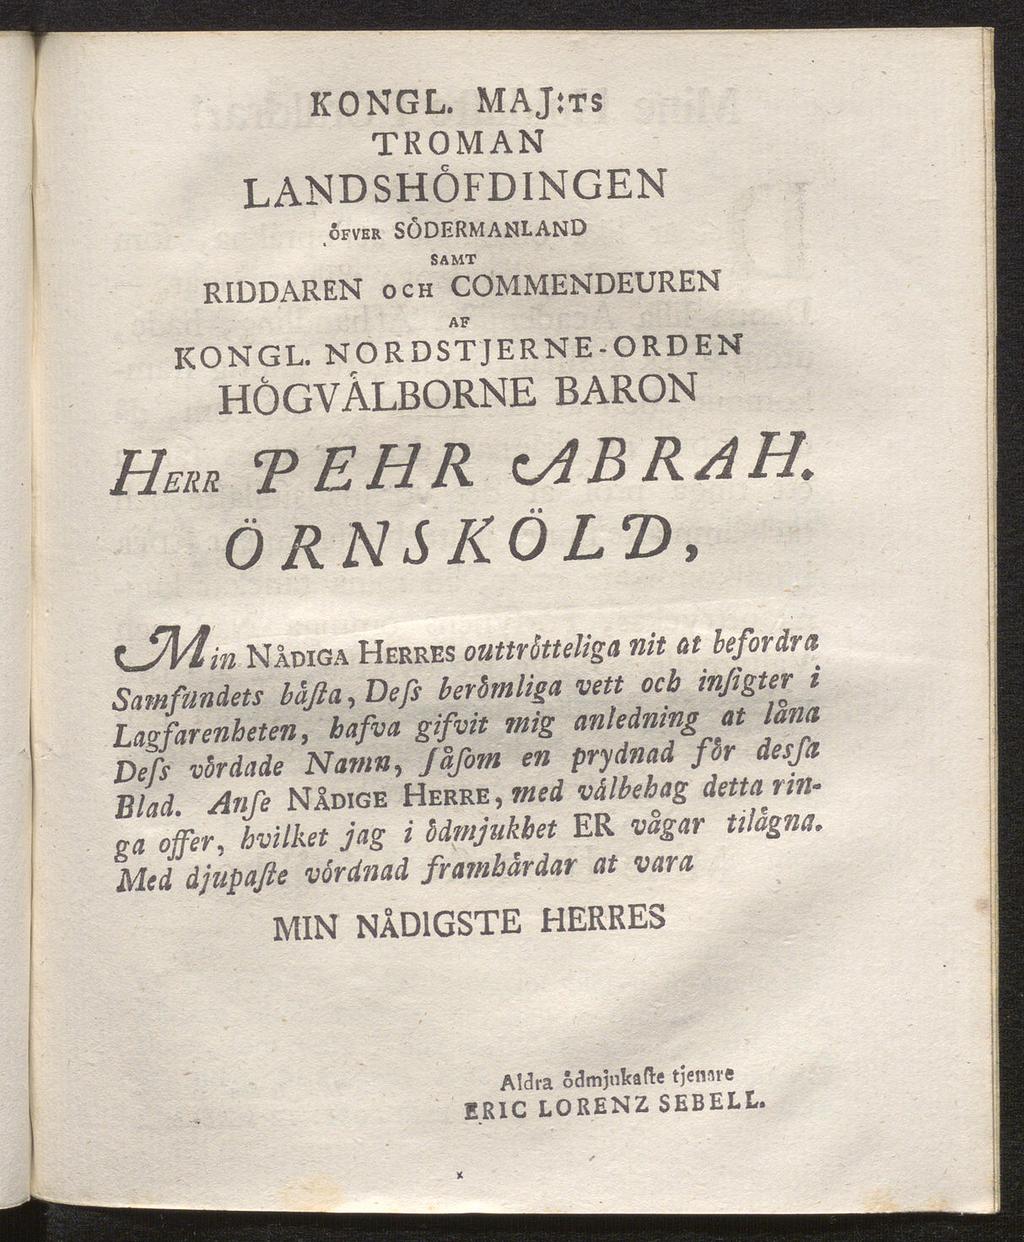 KONGL. MAJ:TS
TROMAN
LANDSHÖFDINGEN
ÖFVER SÖDERMANLAND
SAMT
RIDDAREN OCH COMMENDEUREN
AF
KONGL. NORDSTJERNE-ORDEN
HÖGVÄLBORNE BARON
HERR PEHR ABRAH.
ÖRNSKÖLD,
Min NÅDIGA HERRES outtrötteliga nit at befordra
Samfundets bäſta, Deſs berömliga vett och inſigter i
Lagfarenheten, hafva gifvit mig anledning at låna
Deſs vördade Namn, ſåſom en prydnad för desſa
Blad. Anſe NÅDIGE HERRE, med välbehag detta rin-
ga offer, hvilket jag i ödmjukhet ER vågar tilägna.
Med djupaſte vördnad framhärdar at vara
MIN NÅDIGSTE HERRES
Aldra ödmjukaſte tjenare
ERIC LORENZ SEBELL.
x